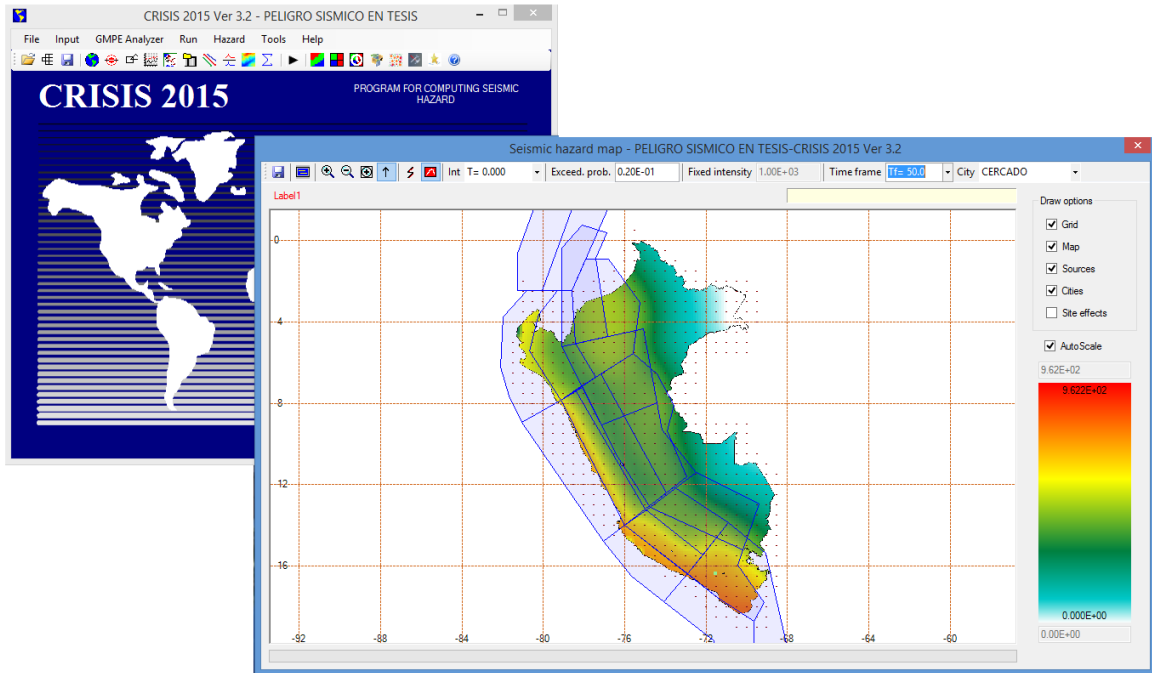 CRISIS 2015 Ver 3.2 - PELIGRO SISMICO EN TESIS
File Input GMPE Analyzer Run Hazard Tools Help
CRISIS 2015
PROGRAM FOR COMPUTING SEISMIC
HAZARD
Seismic hazard map - PELIGRO SISMICO EN TESIS-CRISIS 2015 Ver 3.2
Int T= 0.000 Exceed. prob. 0.20E-01 Fixed intensity 1.00E+03 Time frame Tf= 50.0 City CERCADO
Label1
Draw options
Grid
Map
Sources
Cities
Site effects
AutoScale
9.62E+02
9.622E+02
0.000E+00
0.00E+00
0
-4
-8
-12
-16
-92 -88 -84 -80 -76 -72 -68 -64 -60